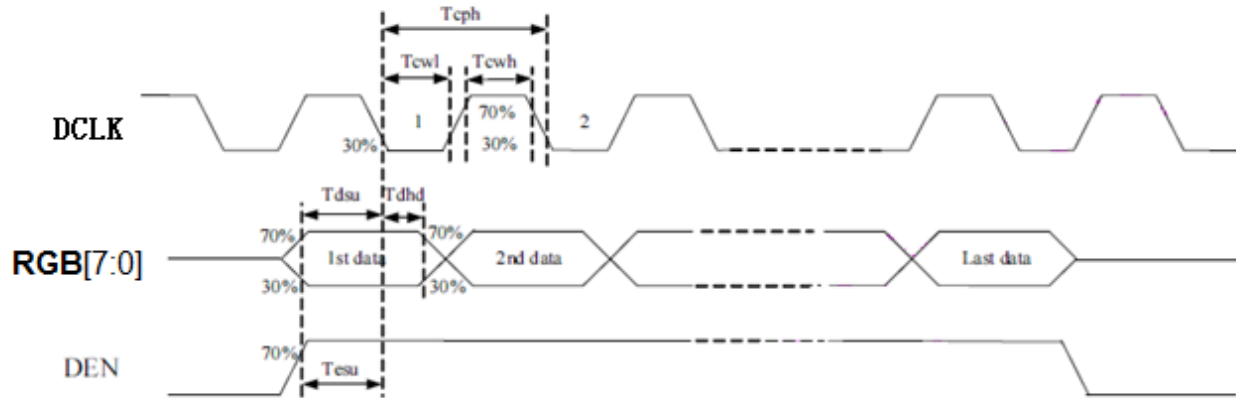 Tcph
Tcwl Tcwh
DCLK 30% 1 70% 30% 2
Tdsu Tdhd
RGB[7:0] 70% 30% 1st data 70% 30% 2nd data Last data
DEN 70% Tesu